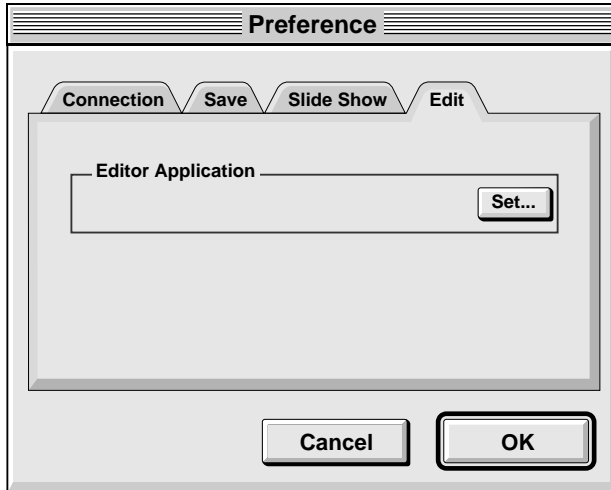 Preference
Connection Save Slide Show Edit
Editor Application
Set...
Cancel OK